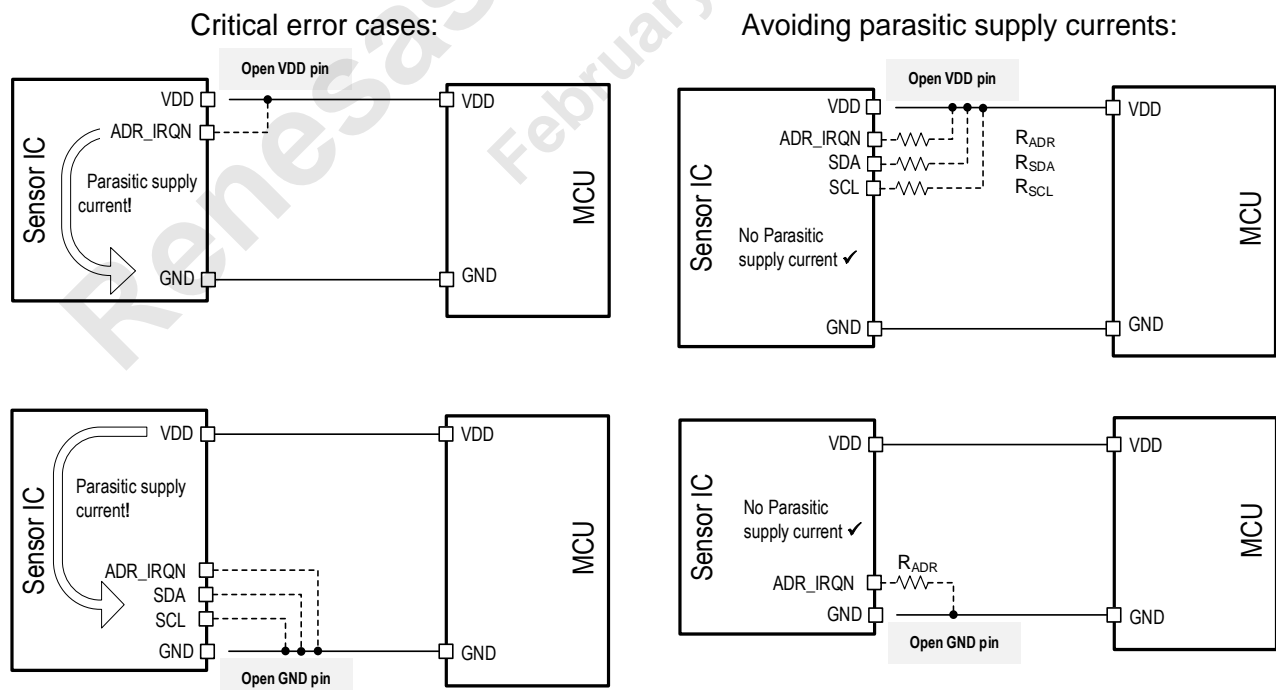 Critical error cases:
Open VDD pin
VDD
ADR_IRQN
Sensor IC
Parasitic supply
current!
GND
VDD
MCU
GND
Avoiding parasitic supply currents:
Open VDD pin
VDD
ADR_IRQN
SDA
SCL
RADR
RSDA
RSCL
Sensor IC
No Parasitic
supply current ✓
GND
VDD
MCU
GND
VDD
Sensor IC
Parasitic supply
current!
ADR_IRQN
SDA
SCL
GND
Open GND pin
VDD
MCU
GND
VDD
Sensor IC
No Parasitic
supply current ✓
RADR
ADR_IRQN
GND
Open GND pin
VDD
MCU
GND
Renesas
February